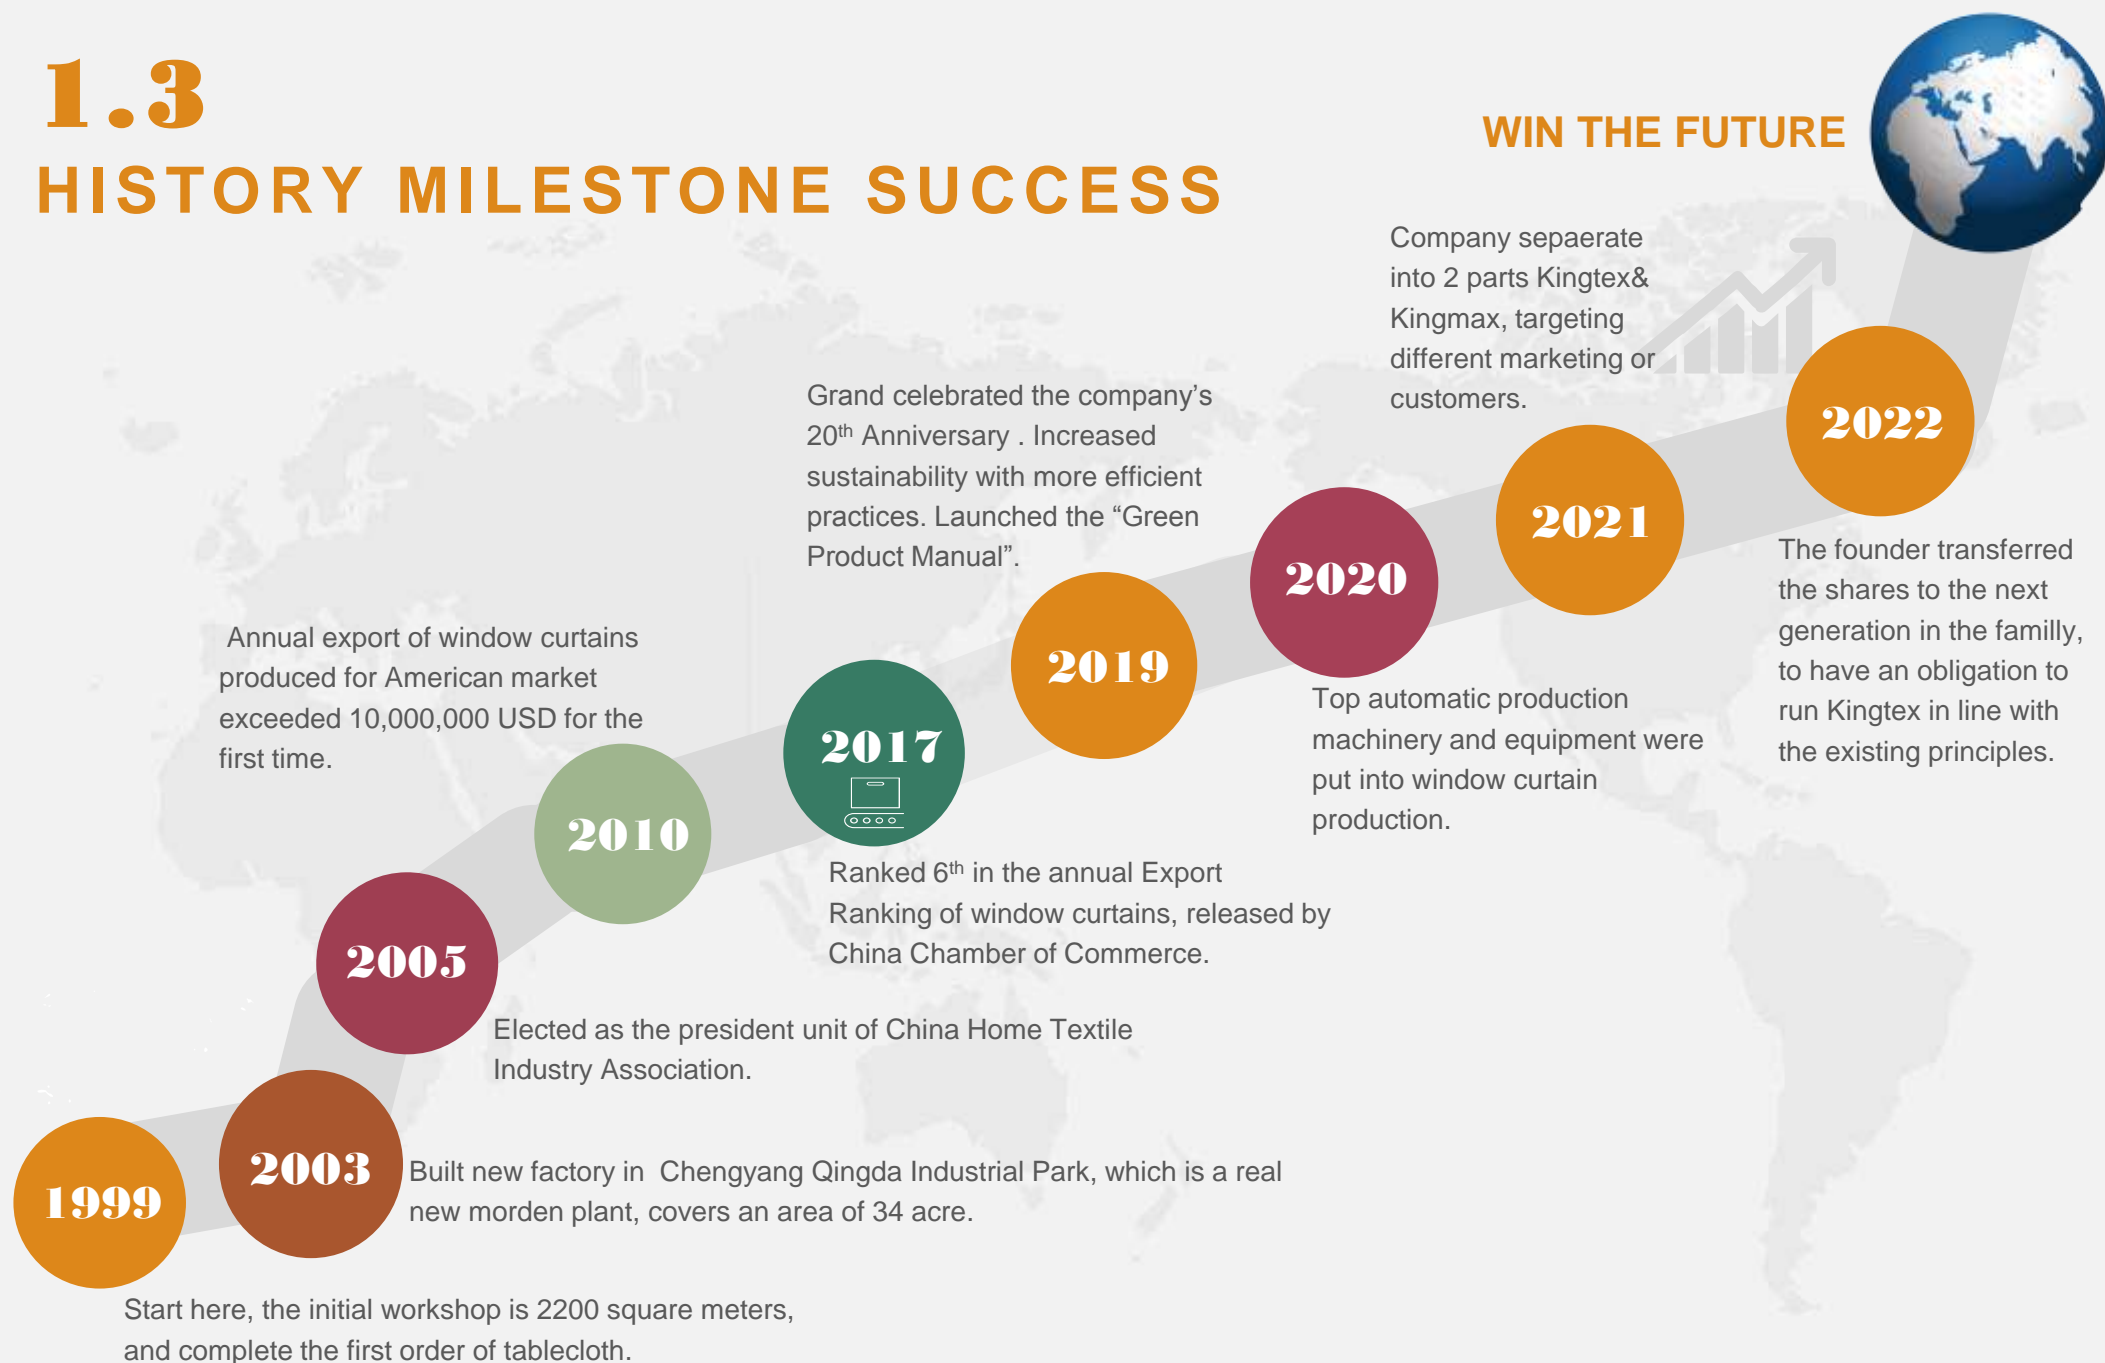 1.3
HISTORY MILESTONE SUCCESS
WIN THE FUTURE
Company sepaerate
into 2 parts Kingtex&
Kingmax, targeting
different marketing or
customers.
2022
The founder transferred
the shares to the next
generation in the familly,
to have an obligation to
run Kingtex in line with
the existing principles.
2021
Grand celebrated the company’s
20th Anniversary . Increased
sustainability with more efficient
practices. Launched the “Green
Product Manual”.
2020
Top automatic production
machinery and equipment were
put into window curtain
production.
2019
Annual export of window curtains
produced for American market
exceeded 10,000,000 USD for the
first time.
2017
Ranked 6th in the annual Export
Ranking of window curtains, released by
China Chamber of Commerce.
2010
2005
Elected as the president unit of China Home Textile
Industry Association.
2003
Built new factory in  Chengyang Qingda Industrial Park, which is a real
new morden plant, covers an area of 34 acre.
1999
Start here, the initial workshop is 2200 square meters,
and complete the first order of tablecloth.